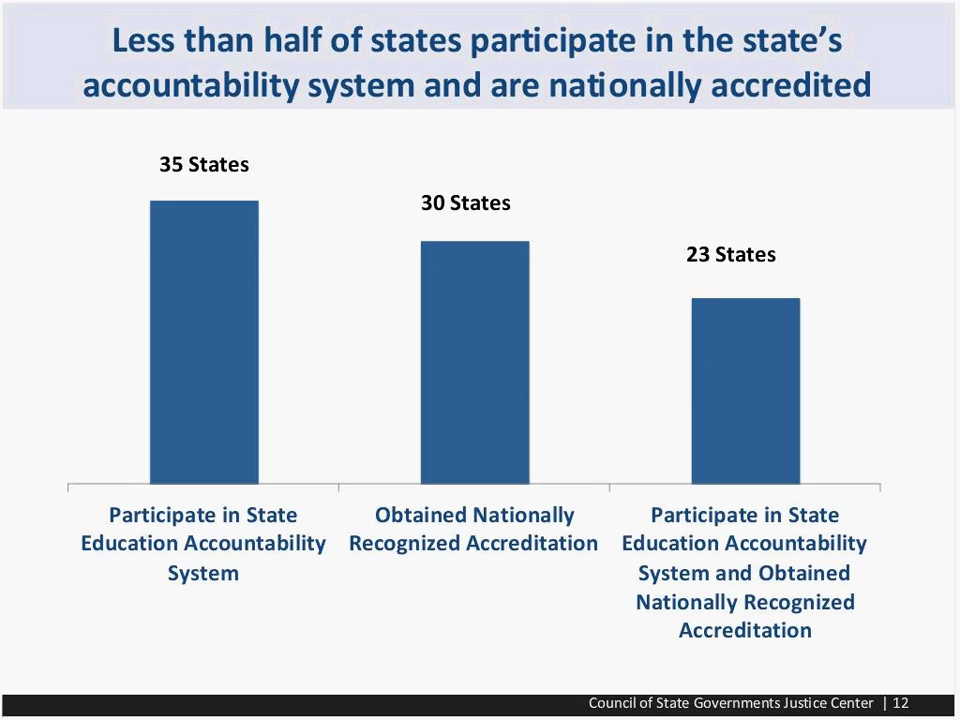 Less than half of states participate in the state’s
accountability system and are nationally accredited
35 States
30 States
23 States
Participate in State
Education Accountability
System
Obtained Nationally
Recognized Accreditation
Participate in State
Education Accountability
System and Obtained
Nationally Recognized
Accreditation
Council of State Governments Justice Center | 12